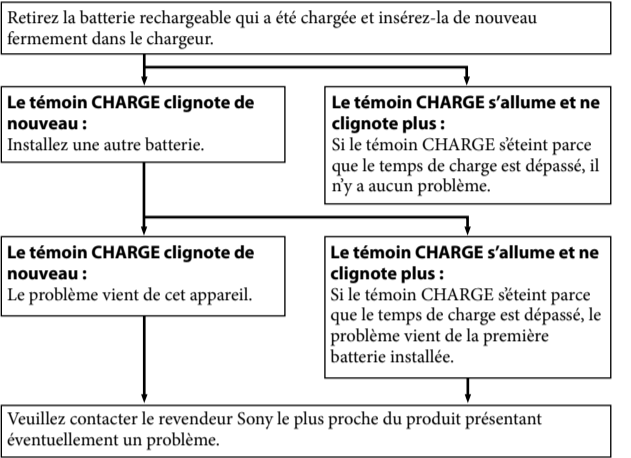 Retirez la batterie rechargeable qui a été chargée et insérez-la de nouveau
fermement dans le chargeur.
Le témoin CHARGE clignote de
nouveau :
Installez une autre batterie.
Le témoin CHARGE s’allume et ne
clignote plus :
Si le témoin CHARGE s’éteint parce
que le temps de charge est dépassé, il
n’y a aucun problème.
Le témoin CHARGE clignote de
nouveau :
Le problème vient de cet appareil.
Le témoin CHARGE s’allume et ne
clignote plus :
Si le témoin CHARGE s’éteint parce
que le temps de charge est dépassé, le
problème vient de la première
batterie installée.
Veuillez contacter le revendeur Sony le plus proche du produit présentant
éventuellement un problème.